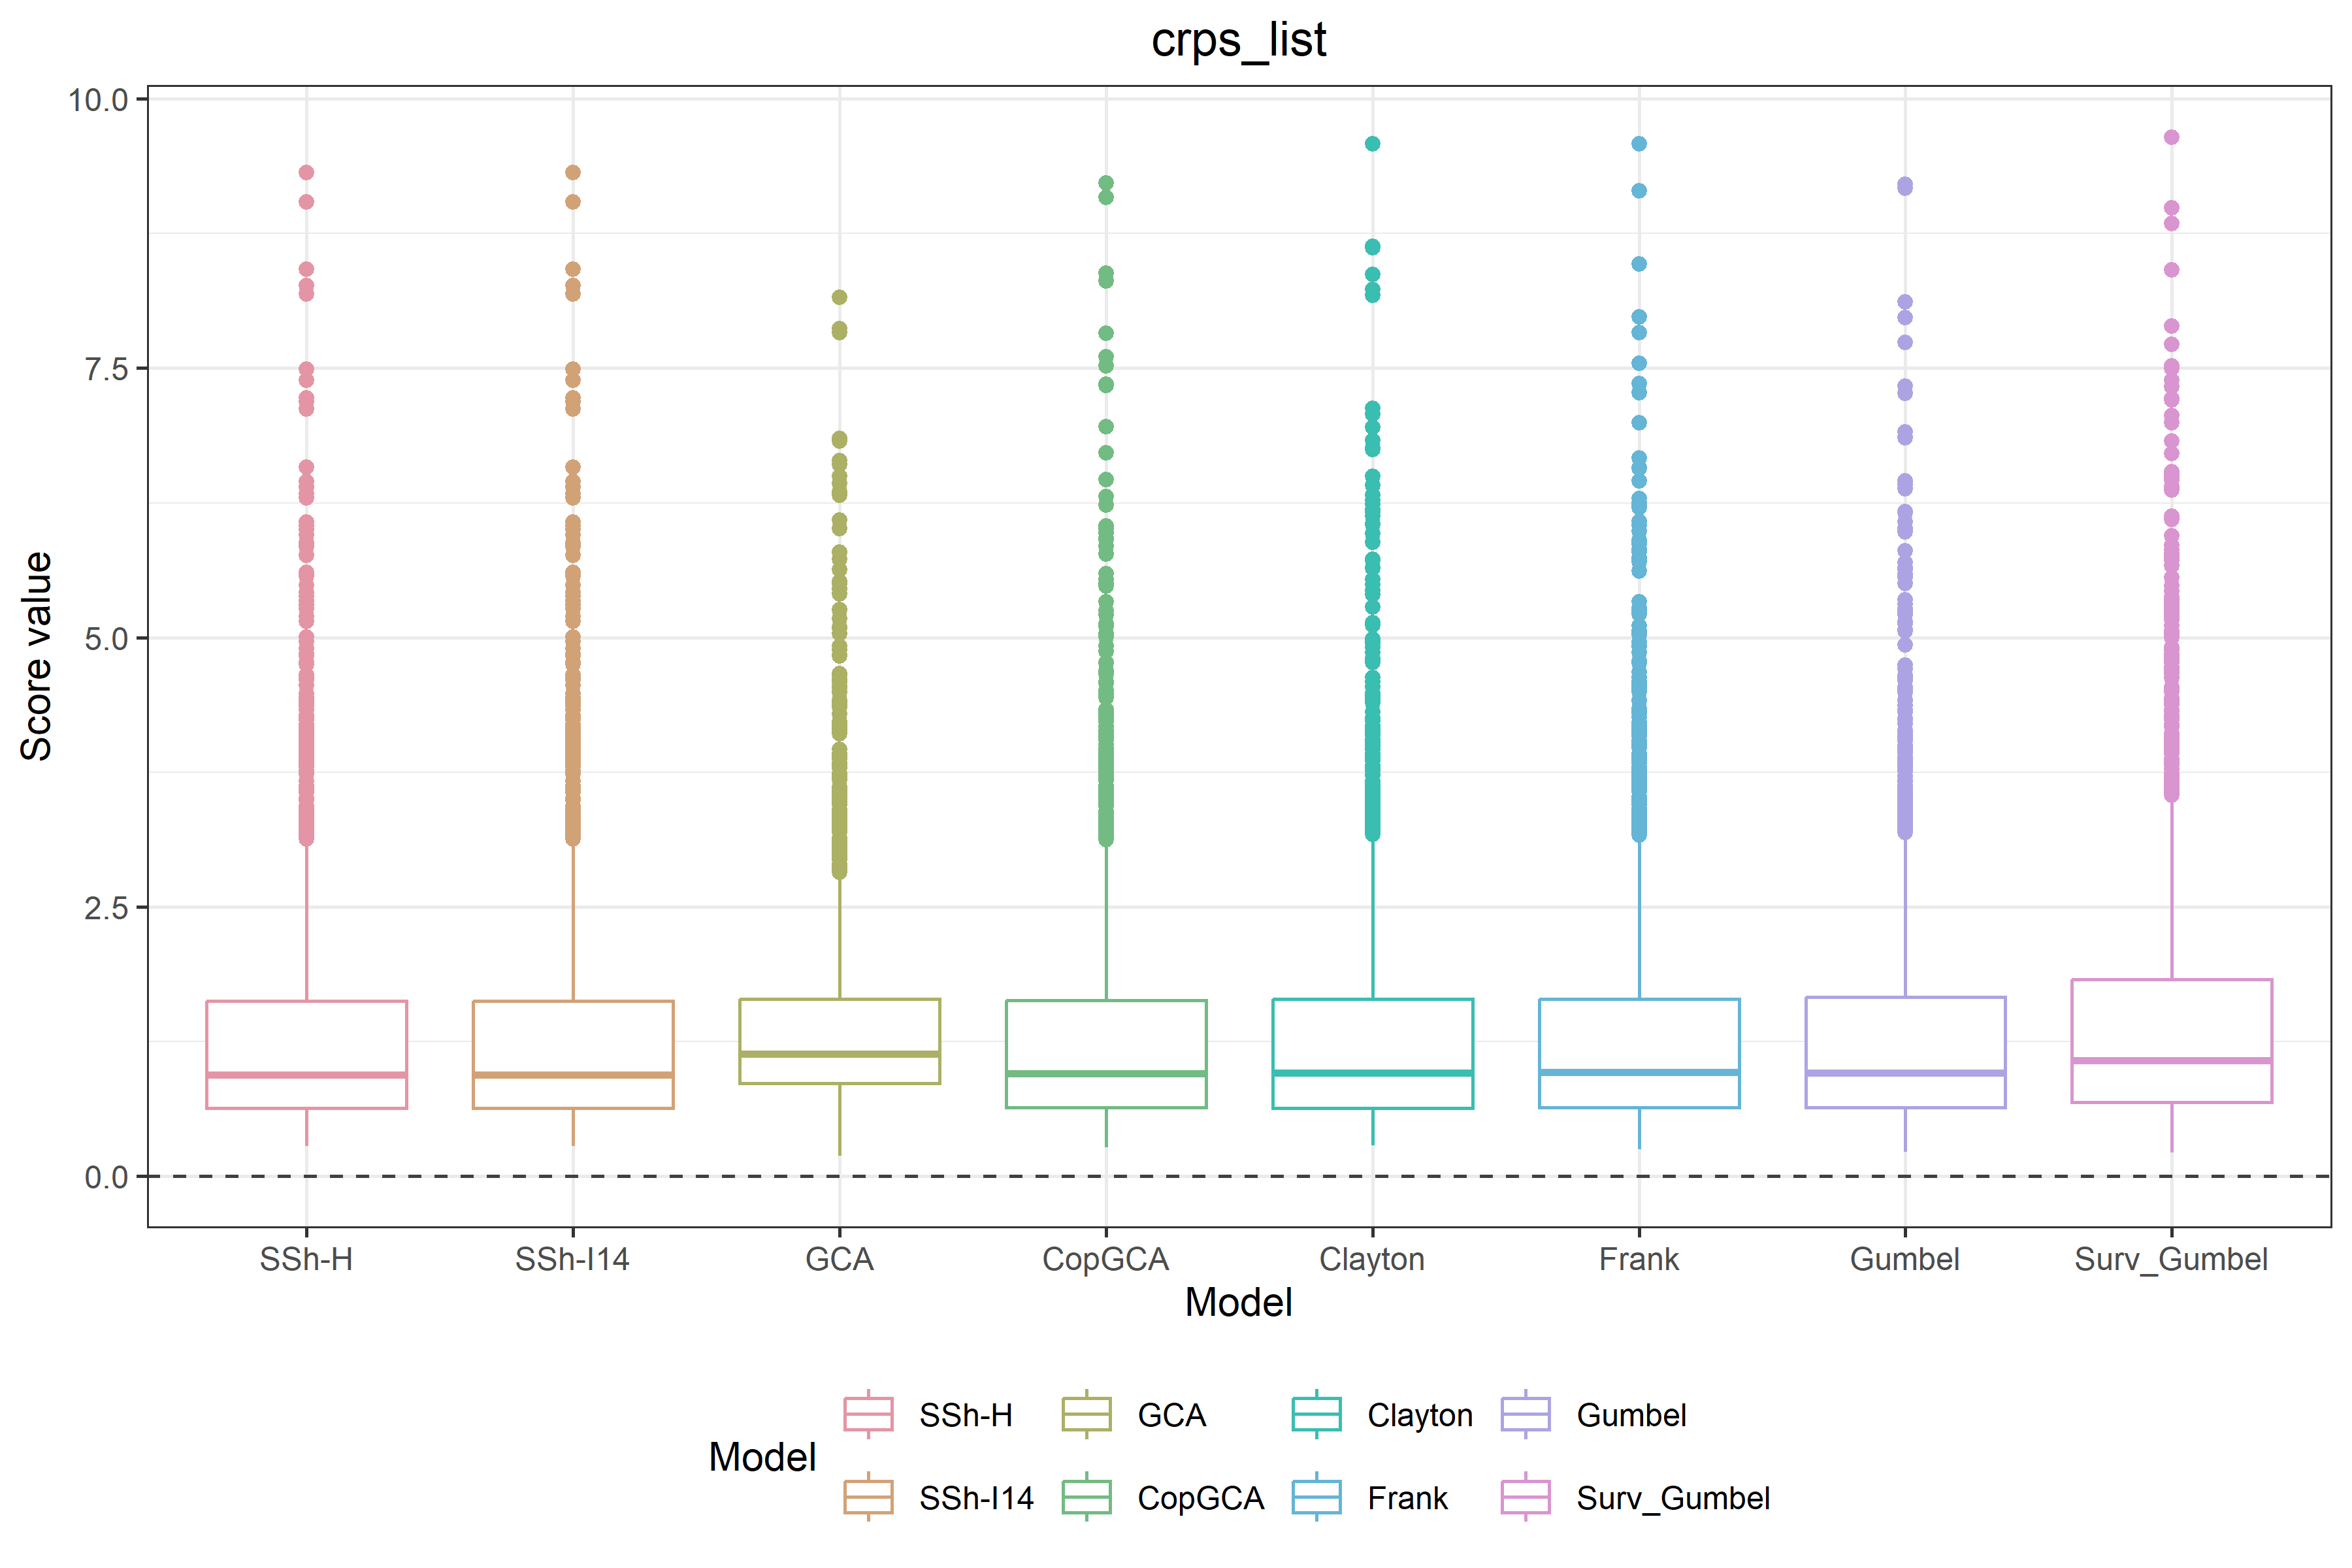 crps_list
10.0
7.5
5.0
2.5
0.0
Score value
SSh-H SSh-I14 GCA CopGCA Clayton Frank Gumbel Surv_Gumbel
Model
Model
SSh-H GCA Clayton Gumbel
SSh-I14 CopGCA Frank Surv_Gumbel